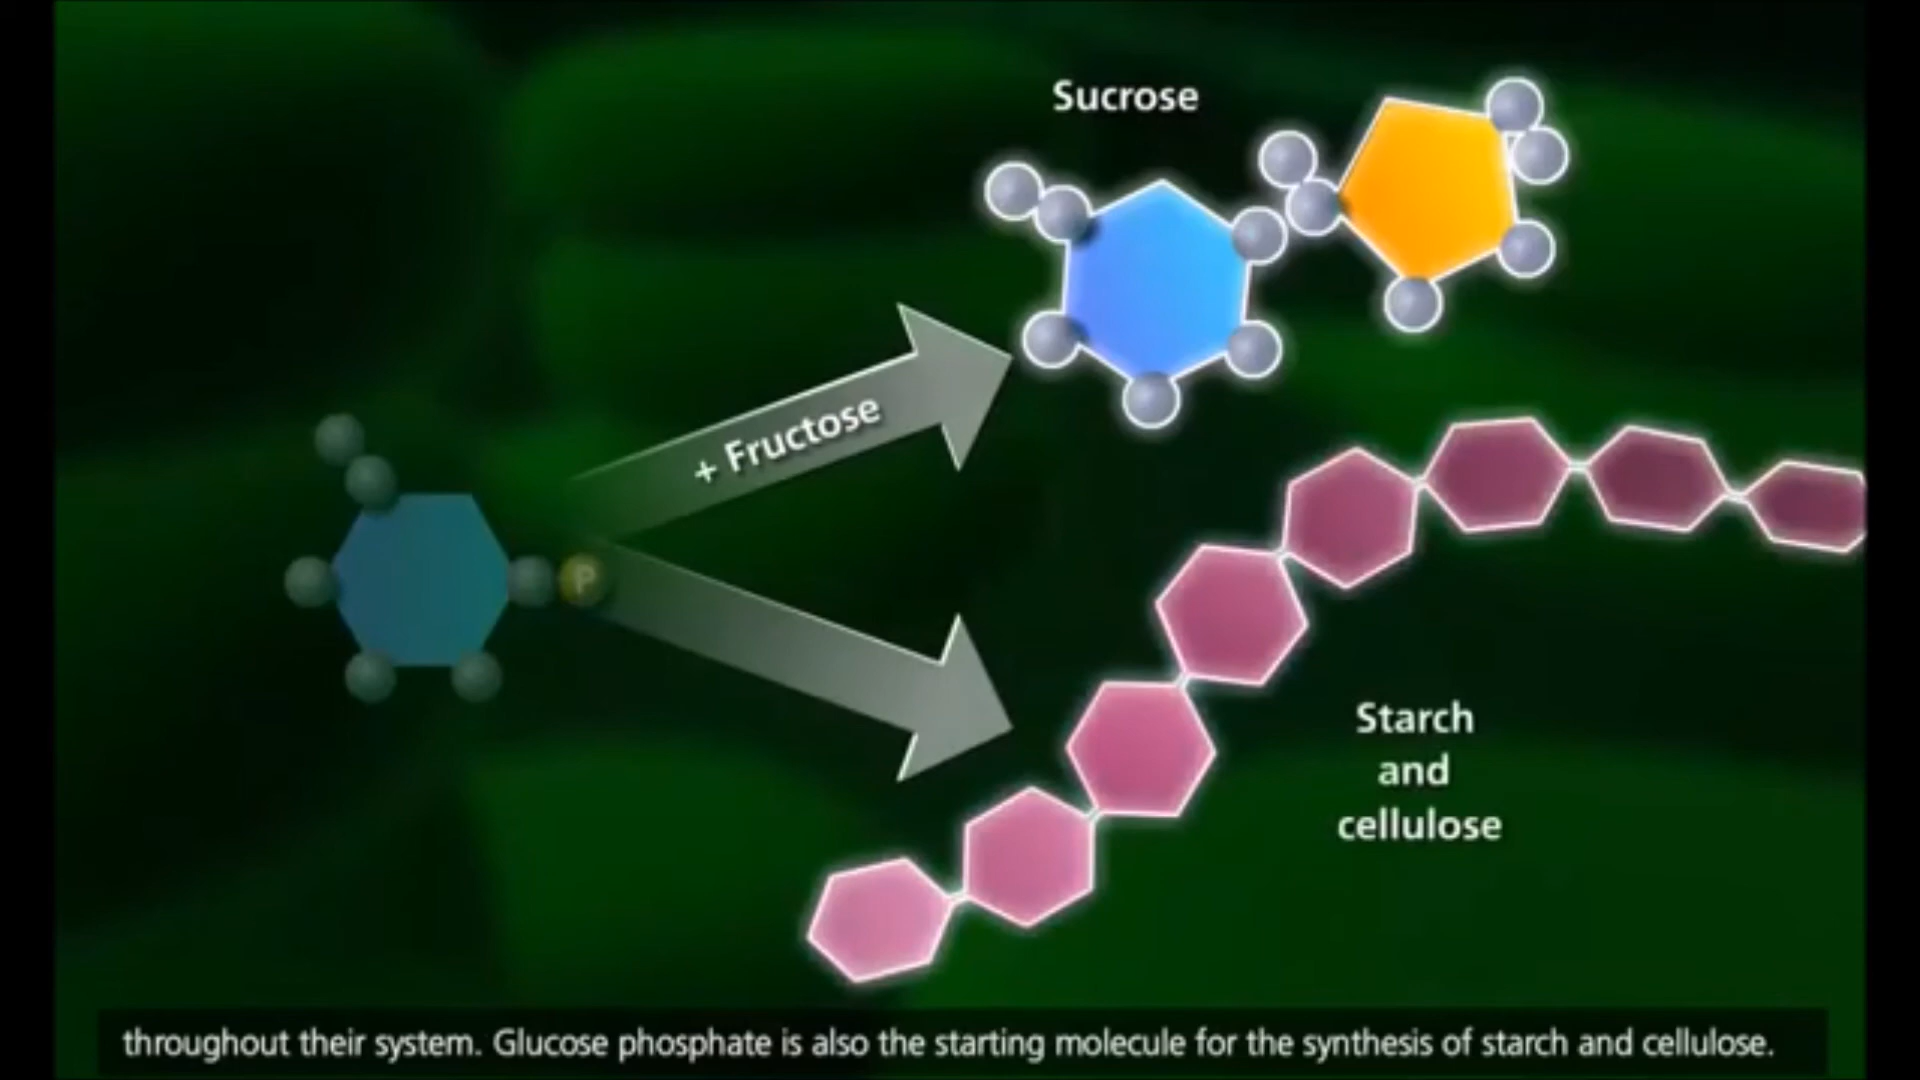 Sucrose
+ Fructose
P
Starch
and
cellulose
throughout their system. Glucose phosphate is also the starting molecule for the synthesis of starch and cellulose.